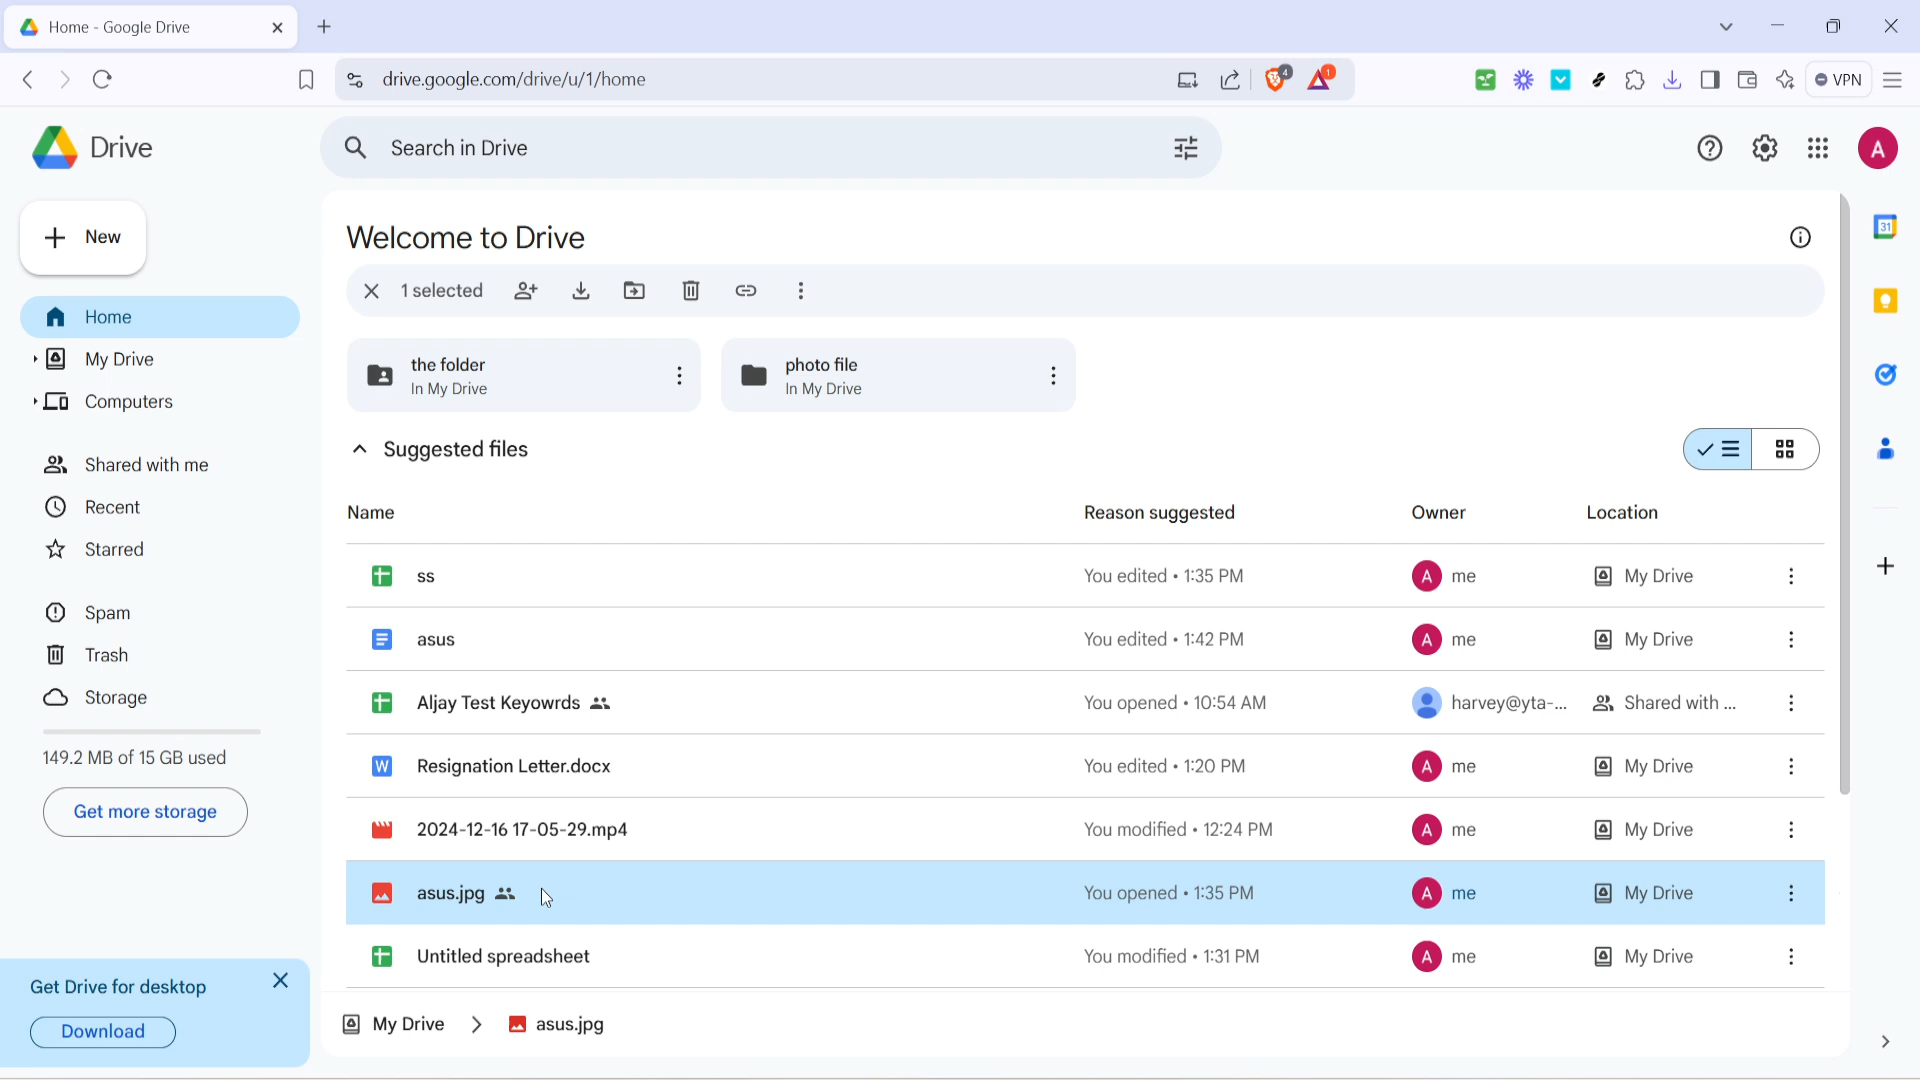 Home - Google Drive
drive.google.com/drive/u/1/home
4
1
VPN
Drive
Search in Drive
A
New
Welcome to Drive
31
1 selected
Home
My Drive
Computers
Shared with me
Recent
Starred
Spam
Trash
Storage
149.2 MB of 15 GB used
Get more storage
Get Drive for desktop
Download
the folder
In My Drive
photo file
In My Drive
Suggested files
Name Reason suggested Owner Location
ss You edited • 1:35 PM A me My Drive
asus You edited • 1:42 PM A me My Drive
Aljay Test Keyowrds You opened • 10:54 AM harvey@yta-... Shared with ...
W Resignation Letter.docx You edited • 1:20 PM A me My Drive
2024-12-16 17-05-29.mp4 You modified • 12:24 PM A me My Drive
asus.jpg You opened • 1:35 PM A me My Drive
Untitled spreadsheet You modified • 1:31 PM A me My Drive
My Drive > asus.jpg